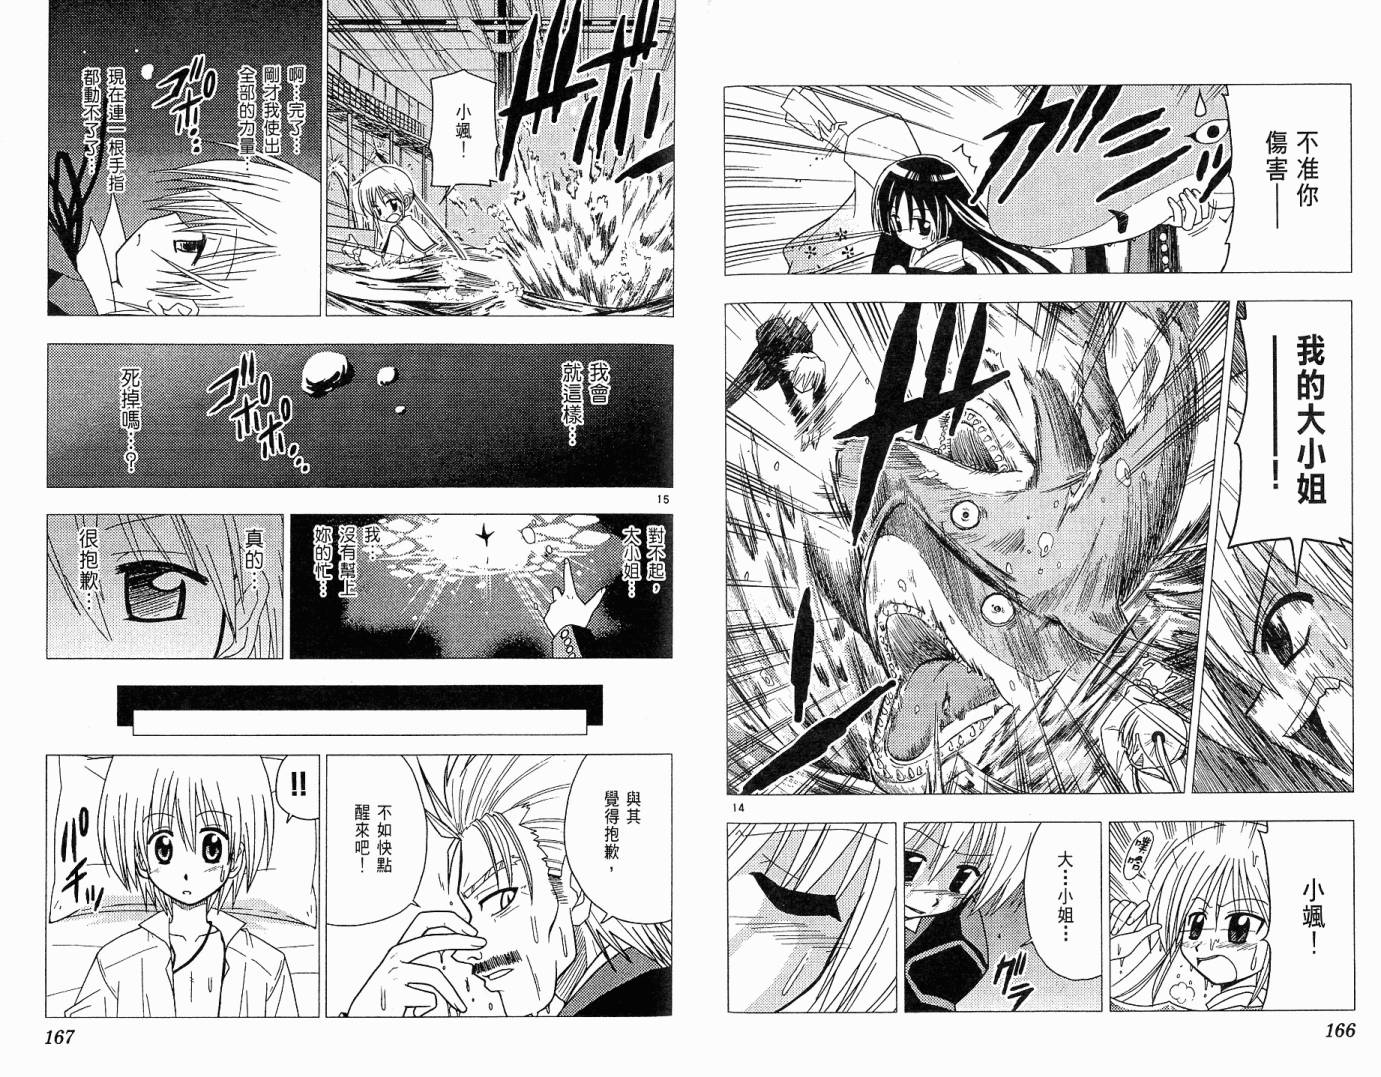 不准你
傷害——
ガボッ
我的大小姐
——！
14
小颯！
噗哈
大…小姐…
グラ
166
小颯！
啊…完了…
剛才我使出
全部的力量…
ゴボ…
現在連一根手指
都動不了了…
我會
就這樣…
ゴポポ…
死掉嗎…？
15
對不起，
大小姐…
我…
沒有幫上
妳的忙…
真的…
很抱歉…
與其
覺得抱歉，
不如快點
醒來吧！
!!
パチッ
167